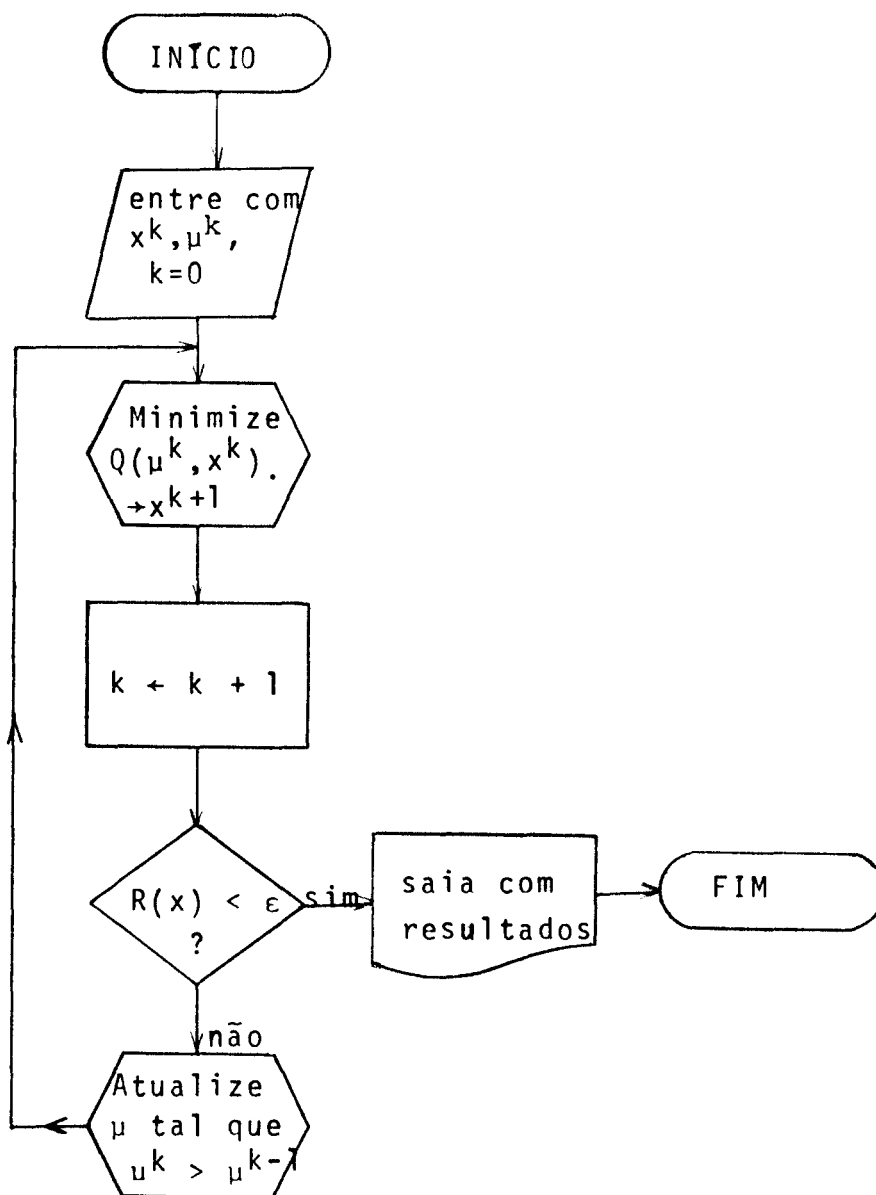 INÍCIO
entre com
x^k, μ^k,
k=0
Minimize
Q(μ^k, x^k).
→x^k+1
k ← k + 1
R(x) < ε
?
sim
saia com
resultados
FIM
não
Atualize
μ tal que
μ^k > μ^k-1